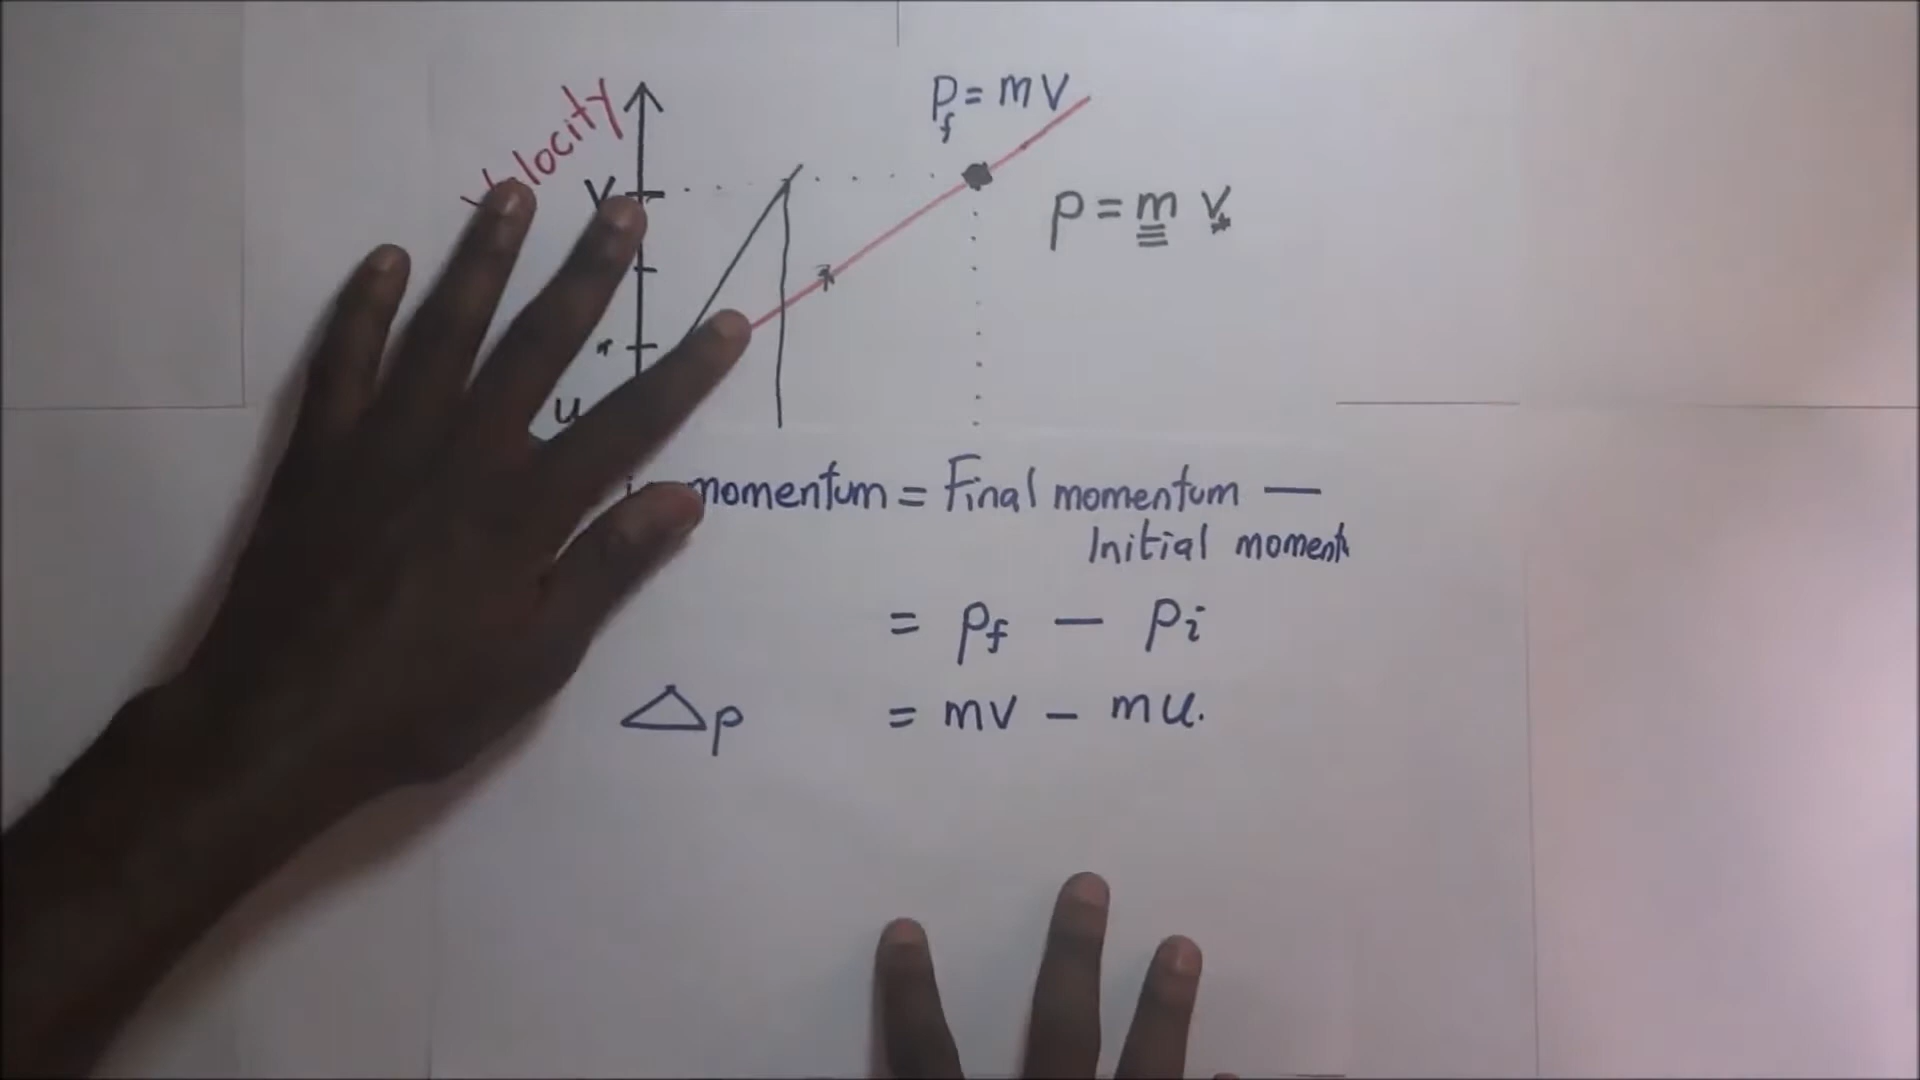 Velocity
V
p_f = mV
p = m v
u
momentum = Final momentum —
Initial moment
= p_f — p_i
Δp = mv — mu.